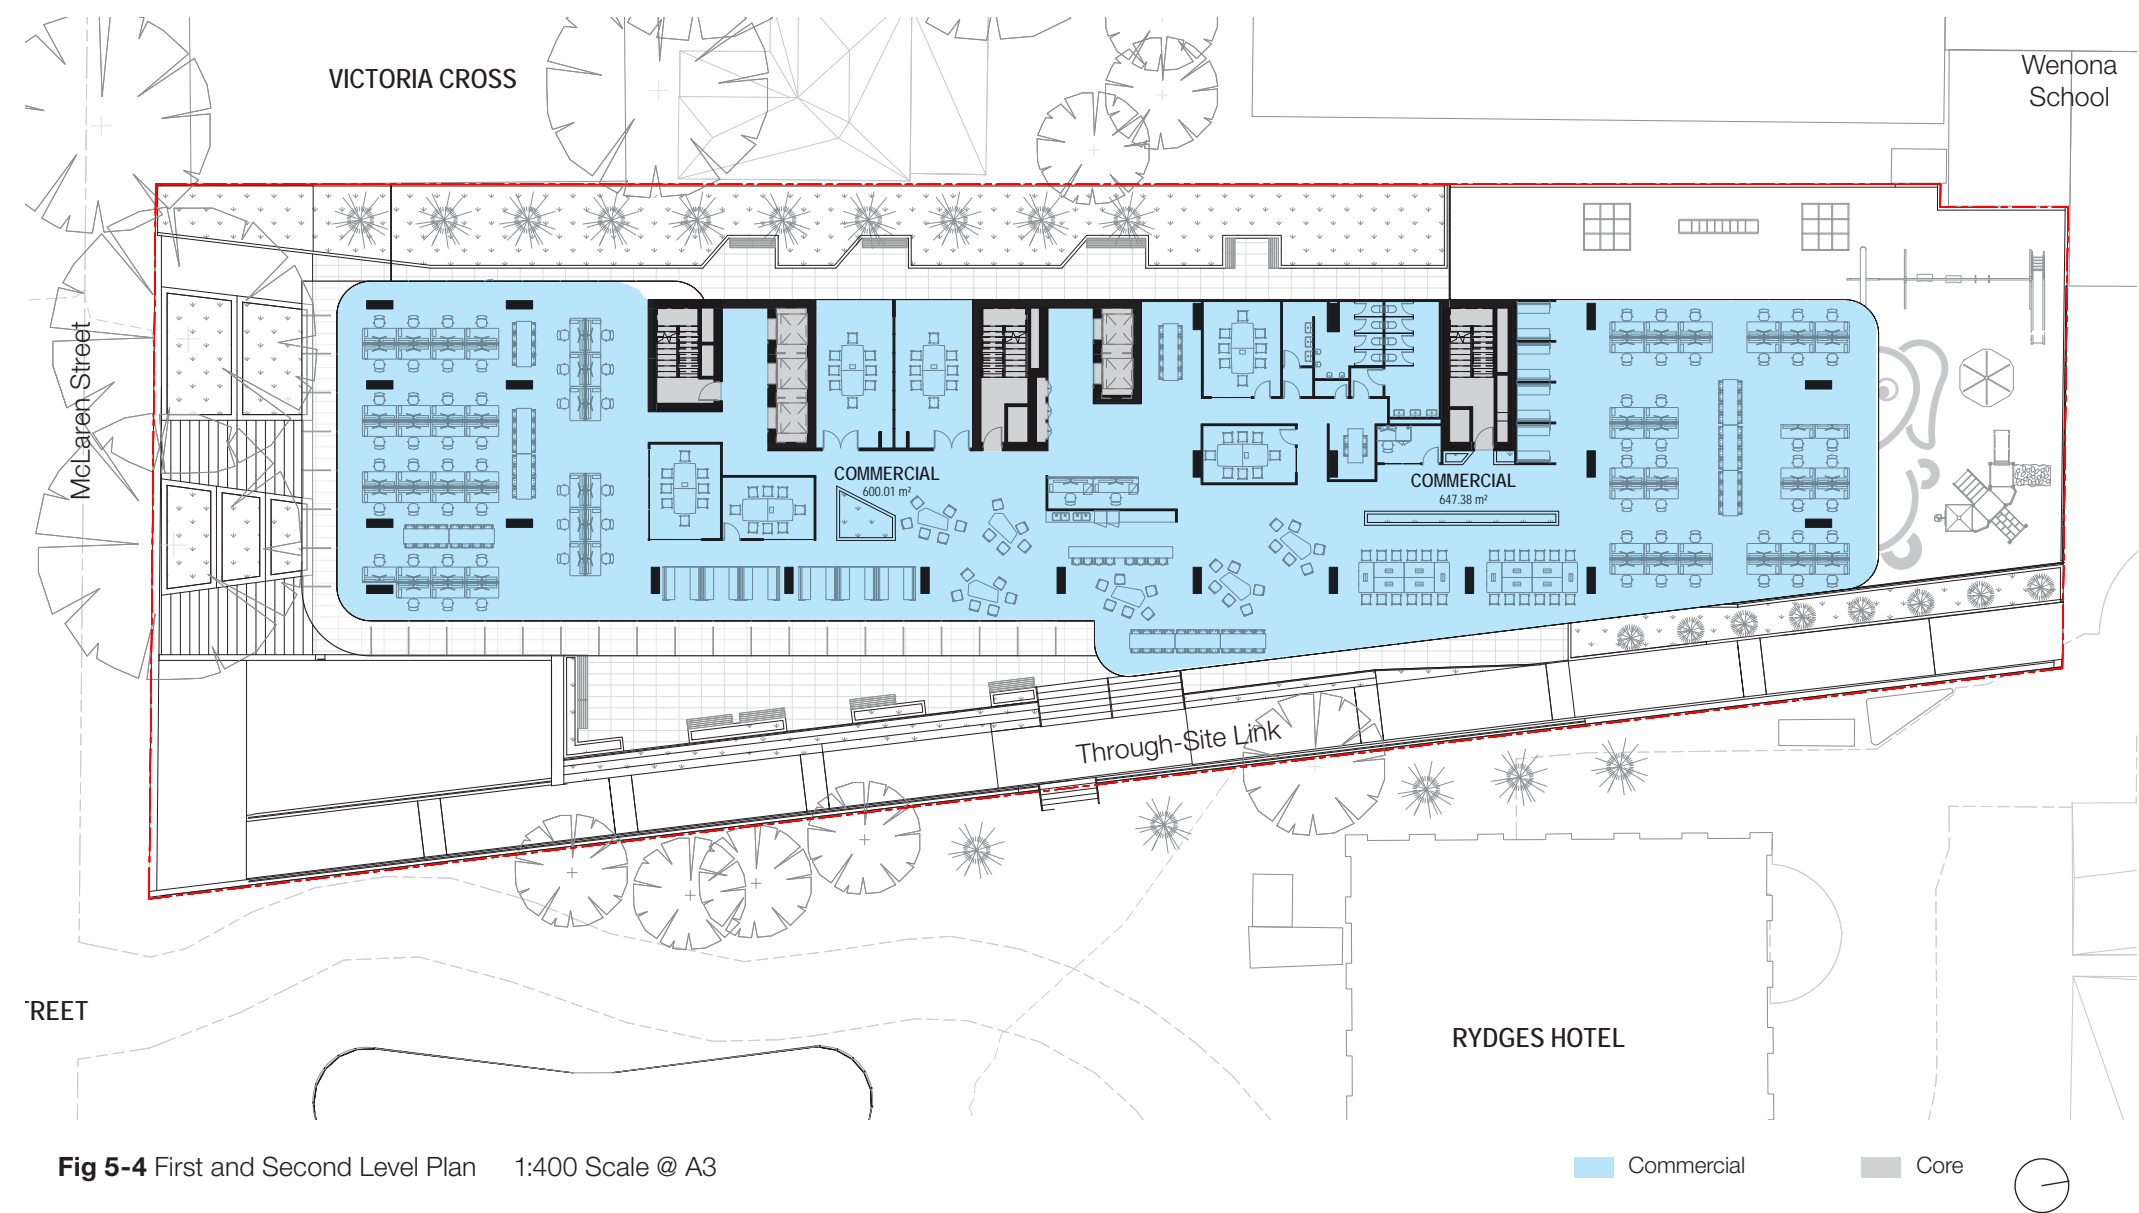 VICTORIA CROSS
Wenona
School
McLaren Street
COMMERCIAL
600.01 m²
COMMERCIAL
647.38 m²
Through-Site Link
TREET
RYDGES HOTEL
Fig 5-4 First and Second Level Plan 1:400 Scale @ A3
Commercial
Core